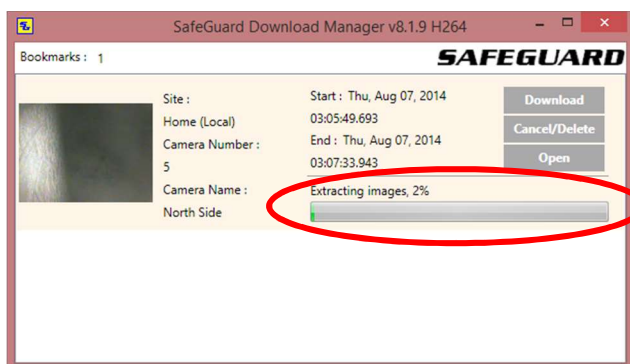 SafeGuard Download Manager v8.1.9 H264
Bookmarks : 1
SAFEGUARD
Site :
Home (Local)
Camera Number :
5
Camera Name :
North Side
Start : Thu, Aug 07, 2014
03:05:49.693
End : Thu, Aug 07, 2014
03:07:33.943
Extracting images, 2%
Download
Cancel/Delete
Open